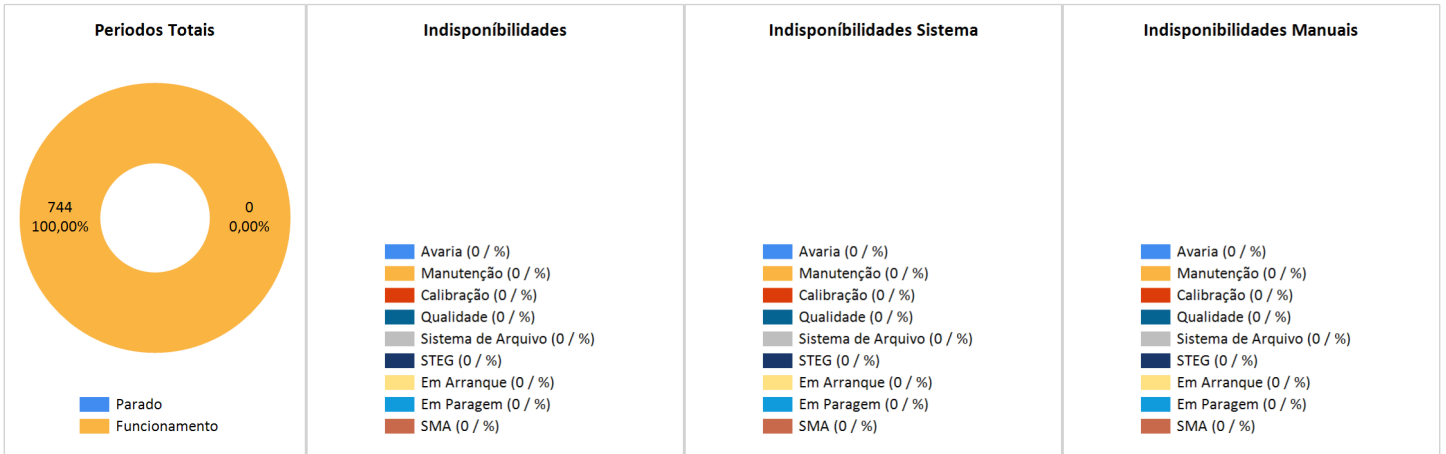 Periodos Totais
744
100,00%
0
0,00%
Parado
Funcionamento
Indisponíbilidades
Avaria (0 / %)
Manutenção (0 / %)
Calibração (0 / %)
Qualidade (0 / %)
Sistema de Arquivo (0 / %)
STEG (0 / %)
Em Arranque (0 / %)
Em Paragem (0 / %)
SMA (0 / %)
Indisponíbilidades Sistema
Avaria (0 / %)
Manutenção (0 / %)
Calibração (0 / %)
Qualidade (0 / %)
Sistema de Arquivo (0 / %)
STEG (0 / %)
Em Arranque (0 / %)
Em Paragem (0 / %)
SMA (0 / %)
Indisponibilidades Manuais
Avaria (0 / %)
Manutenção (0 / %)
Calibração (0 / %)
Qualidade (0 / %)
Sistema de Arquivo (0 / %)
STEG (0 / %)
Em Arranque (0 / %)
Em Paragem (0 / %)
SMA (0 / %)